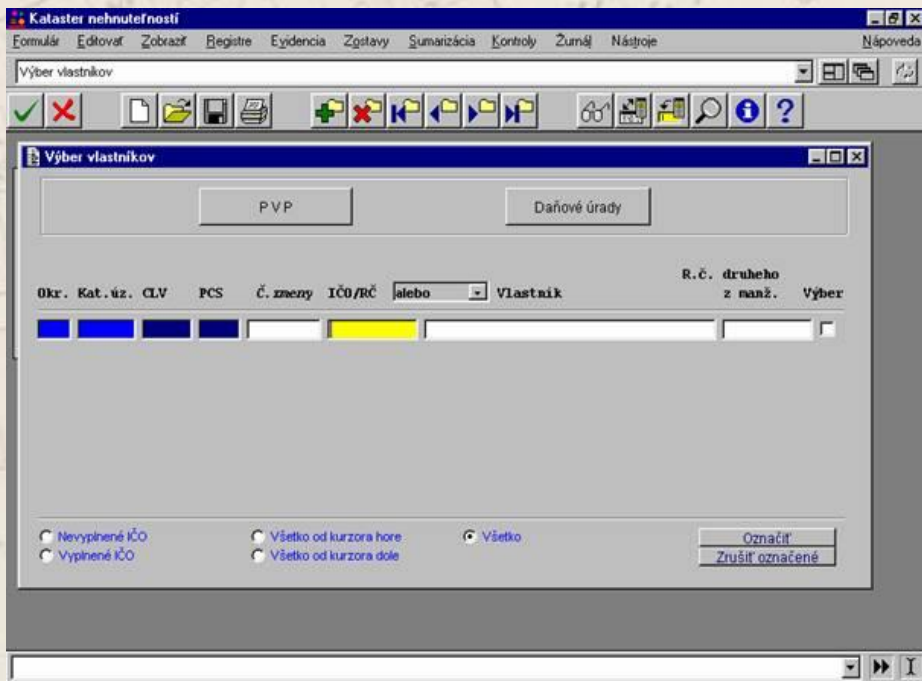 Kataster nehnuteľností
Formulár Editovať Zobraziť Registre Evidencia Zostavy Sumarizácia Kontroly Žurnál Nástroje Nápoveda
Výber vlastníkov
Výber vlastníkov
PVP Daňové úrady
R.č. druheho
Okr. Kat.úz. CLV PCS Č.zmeny IČO/RČ alebo Vlastník z manž. Výber
Nevyplnené IČO Všetko od kurzora hore Všetko Označiť
Vyplnené IČO Všetko od kurzora dole Zrušiť označené